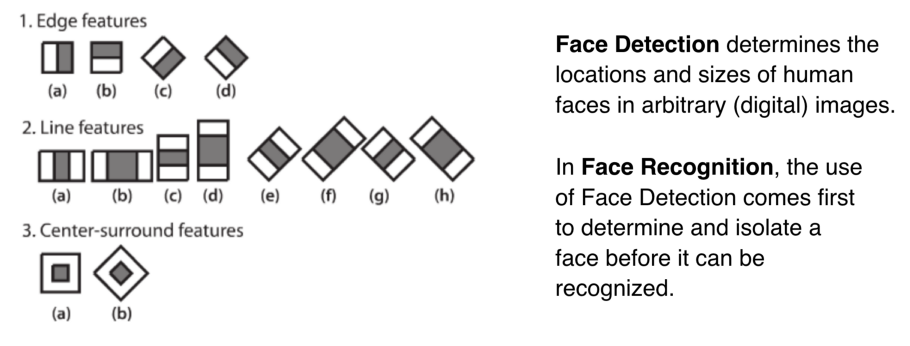 1. Edge features
(a) (b) (c) (d)
2. Line features
(a) (b) (c) (d) (e) (f) (g) (h)
3. Center-surround features
(a) (b)
Face Detection determines the
locations and sizes of human
faces in arbitrary (digital) images.
In Face Recognition, the use
of Face Detection comes first
to determine and isolate a
face before it can be
recognized.